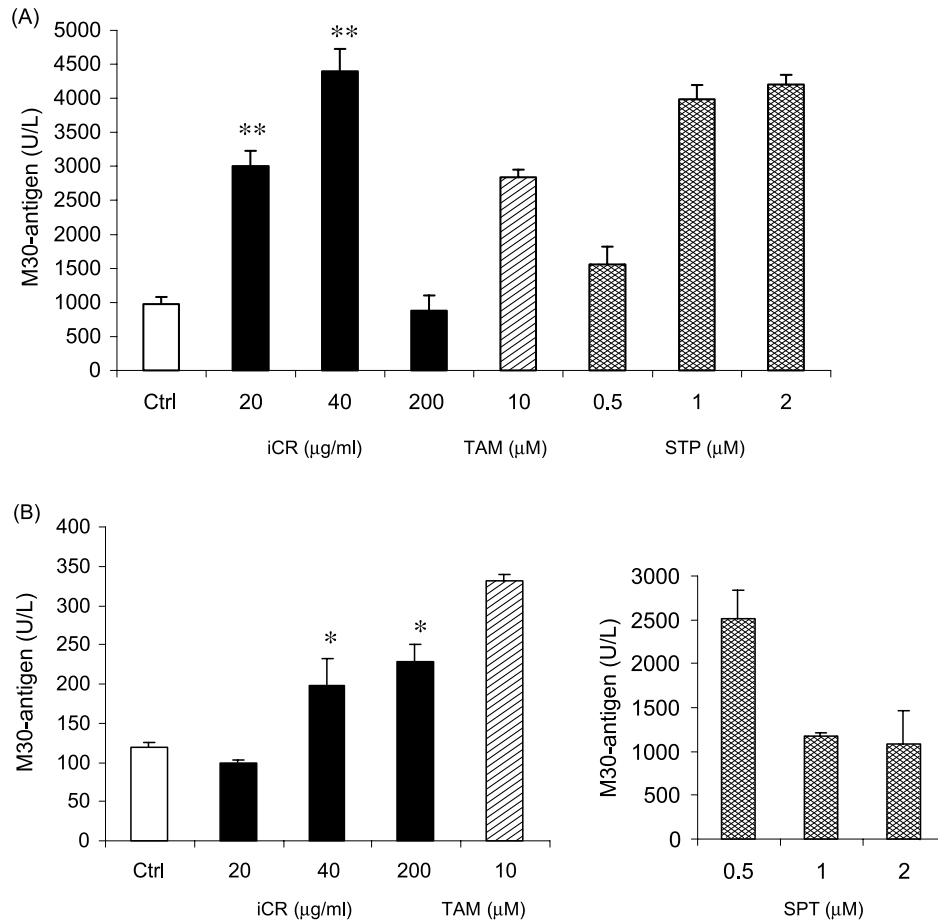 (A)
M30-antigen (U/L)
5000
4500
4000
3500
3000
2500
2000
1500
1000
500
0
**
**
Ctrl 20 40 200 10 0.5 1 2
iCR (μg/ml) TAM (μM) STP (μM)
(B)
M30-antigen (U/L)
400
350
300
250
200
150
100
50
0
*
*
Ctrl 20 40 200 10
iCR (μg/ml) TAM (μM)
M30-antigen (U/L)
3000
2500
2000
1500
1000
500
0
0.5 1 2
SPT (μM)